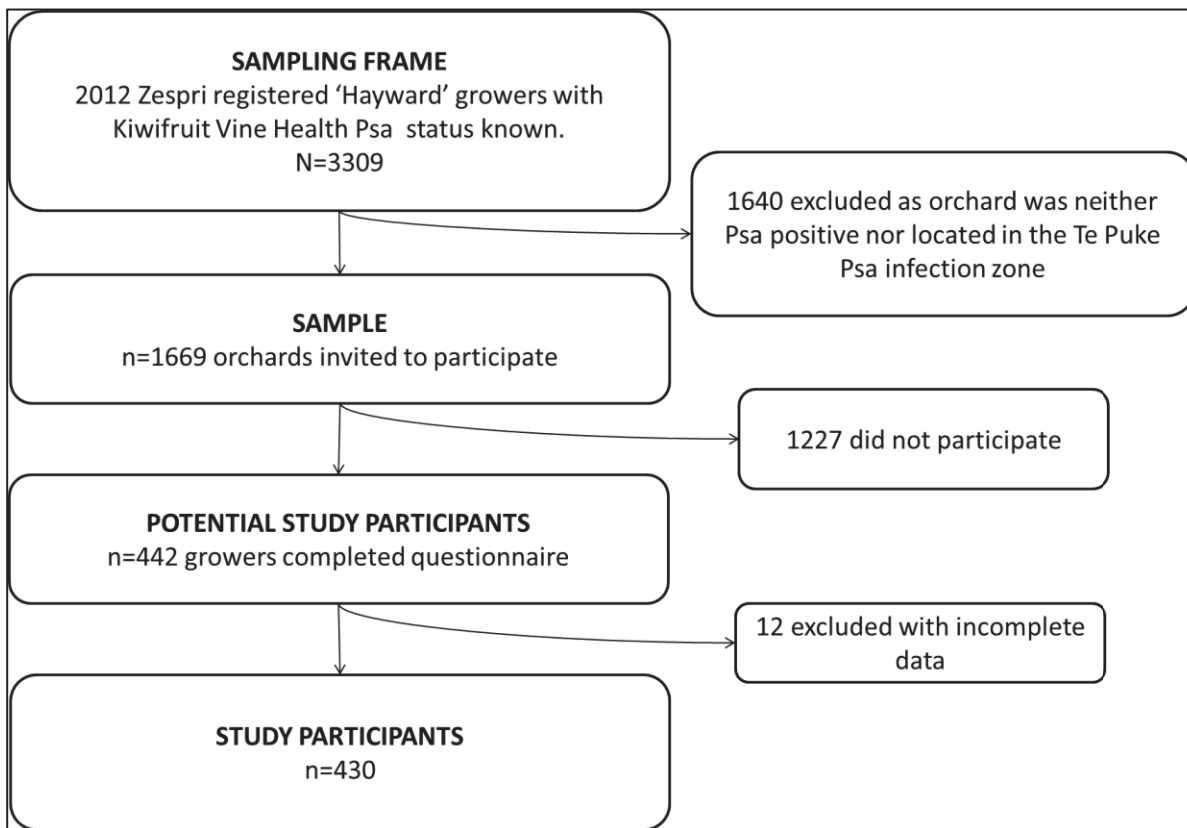 SAMPLING FRAME
2012 Zespri registered ‘Hayward’ growers with
Kiwifruit Vine Health Psa  status known.
N=3309
1640 excluded as orchard was neither
Psa positive nor located in the Te Puke
Psa infection zone
SAMPLE
n=1669 orchards invited to participate
1227 did not participate
POTENTIAL STUDY PARTICIPANTS
n=442 growers completed questionnaire
12 excluded with incomplete
data
STUDY PARTICIPANTS
n=430